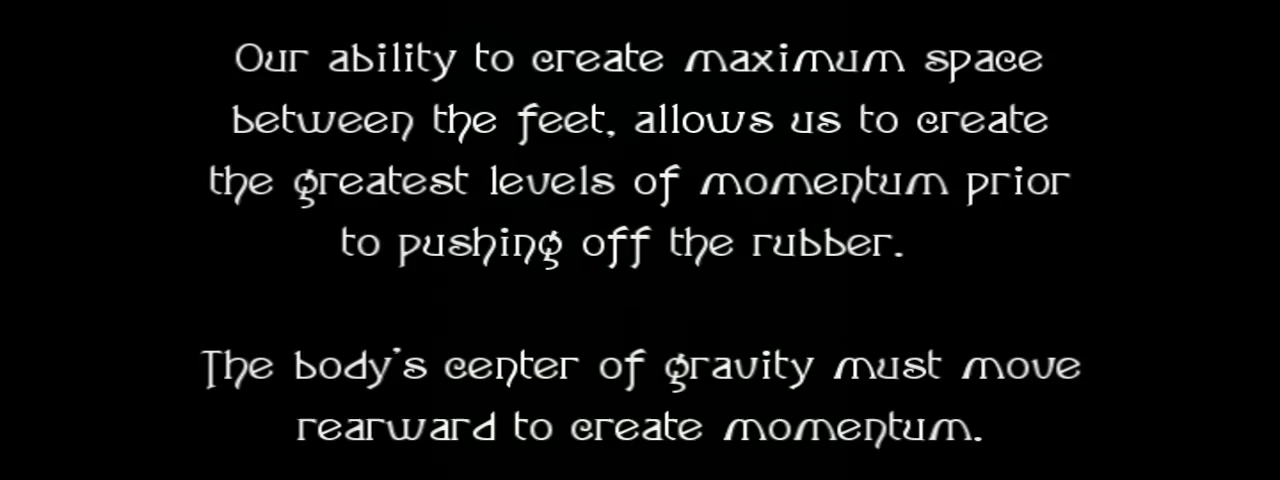 Our ability to create maximum space
between the feet, allows us to create
the greatest levels of momentum prior
to pushing off the rubber.
The body's center of gravity must move
rearward to create momentum.